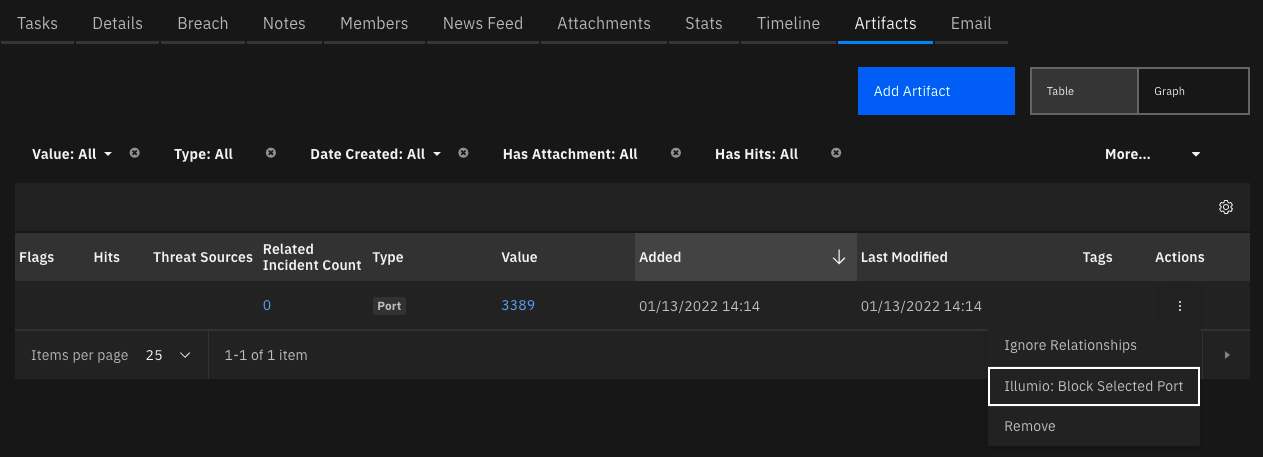 Tasks Details Breach Notes Members News Feed Attachments Stats Timeline Artifacts Email
Add Artifact Table Graph
Value: All Type: All Date Created: All Has Attachment: All Has Hits: All More...
Flags Hits Threat Sources Related Incident Count Type Value Added Last Modified Tags Actions
0 Port 3389 01/13/2022 14:14 01/13/2022 14:14
Items per page 25 1-1 of 1 item
Ignore Relationships
Illumio: Block Selected Port
Remove